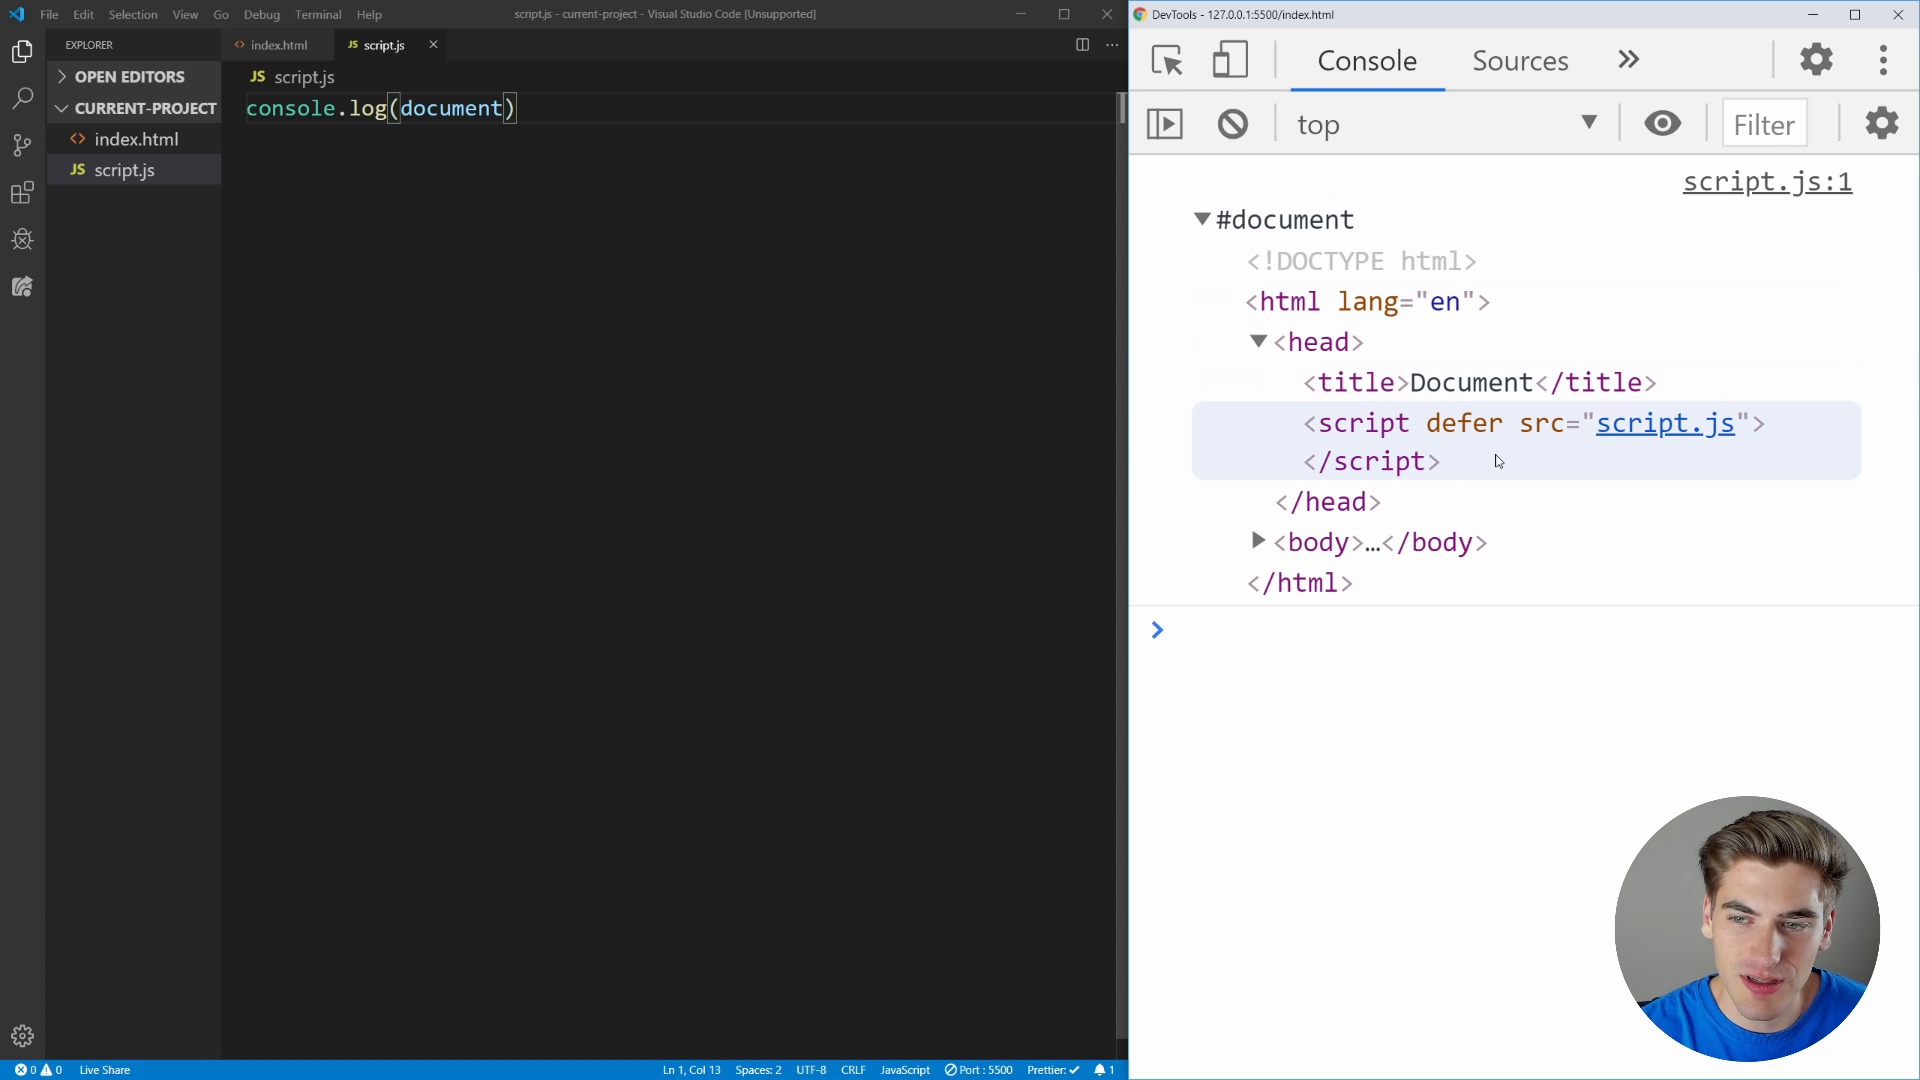 File Edit Selection View Go Debug Terminal Help
script.js - current-project - Visual Studio Code [Unsupported]
EXPLORER
OPEN EDITORS
CURRENT-PROJECT
<> index.html
JS script.js
<> index.html
JS script.js
JS script.js
console.log(document)
DevTools - 127.0.0.1:5500/index.html
Console Sources »
top
Filter
script.js:1
#document
<!DOCTYPE html>
<html lang="en">
<head>
<title>Document</title>
<script defer src="script.js">
</script>
</head>
<body>…</body>
</html>
0 0 Live Share
Ln 1, Col 13 Spaces: 2 UTF-8 CRLF JavaScript Port : 5500 Prettier: ✓ 1